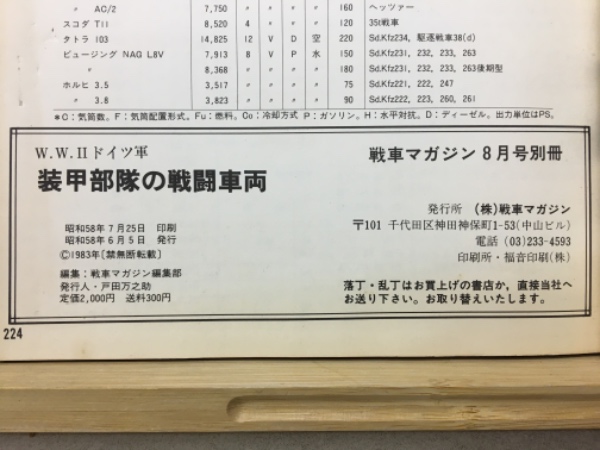 〃 AC/2 7,750 〃 〃 〃 〃 160 ヘッツァー
スコダ T11 8,520 4 〃 〃 〃 120 35t戦車
タトラ 103 14,825 12 V D 空 220 Sd.Kfz234, 駆逐戦車38(d)
ビュージング NAG L8V 7,913 8 V P 水 150 Sd.Kfz231, 232, 233, 263
〃 8,368 〃 〃 〃 〃 180 Sd.Kfz231, 232, 233, 263後期型
ホルヒ 3.5 3,517 〃 〃 〃 〃 75 Sd.Kfz221, 222, 247
〃 3.8 3,823 〃 〃 〃 〃 90 Sd.Kfz222, 223, 260, 261
*C：気筒数。F：気筒配置形式。Fu：燃料。Co：冷却方式 P：ガソリン。H：水平対抗。D：ディーゼル。出力単位はPS。
W.W.IIドイツ軍
装甲部隊の戦闘車両
昭和58年7月25日 印刷
昭和58年6月5日 発行
©1983年［禁無断転載］
編集：戦車マガジン編集部
発行人・戸田万之助
定価2,000円 送料300円
戦車マガジン8月号別冊
発行所 (株)戦車マガジン
〒101 千代田区神田神保町1-53(中山ビル)
電話 (03)233-4593
印刷所・福音印刷(株)
落丁・乱丁はお買上げの書店か，直接当社へ
お送り下さい。お取り替えいたします。
224